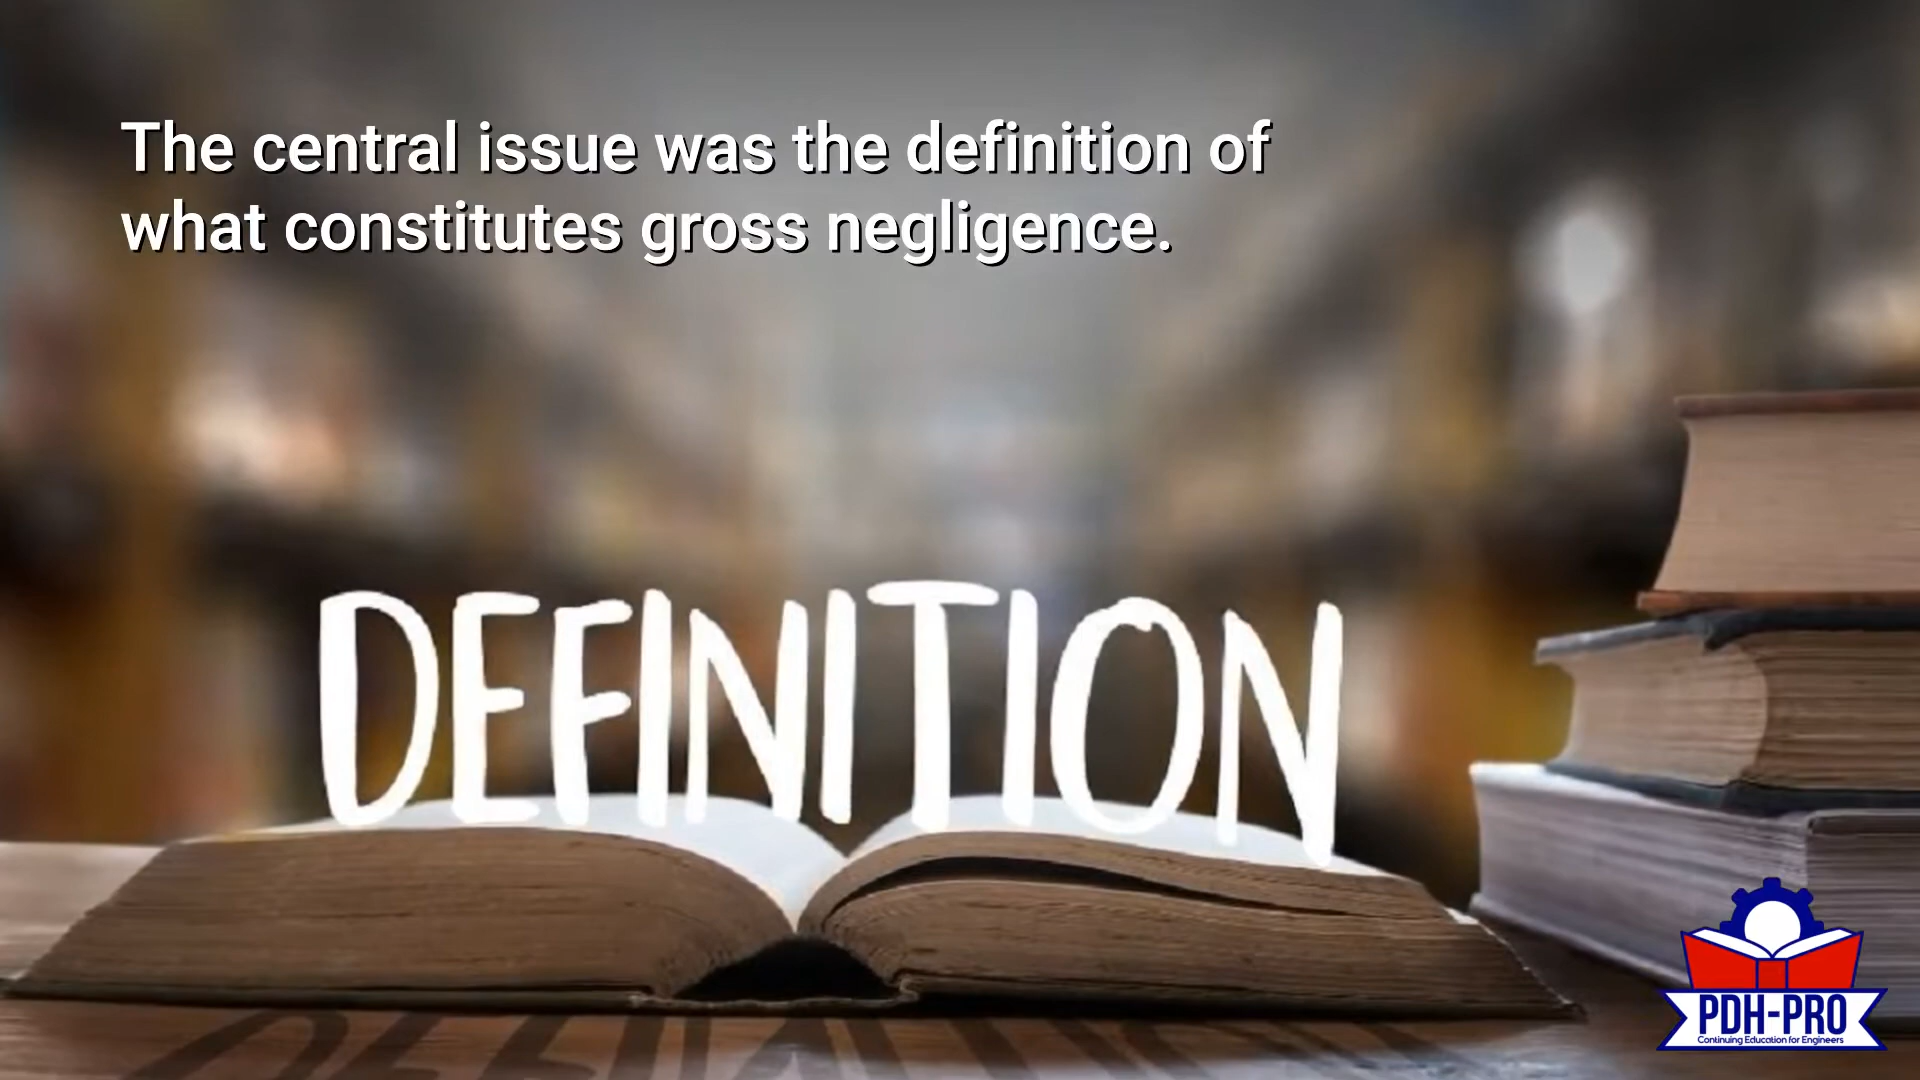 The central issue was the definition of
what constitutes gross negligence.
DEFINITION
PDH-PRO
Continuing Education for Engineers